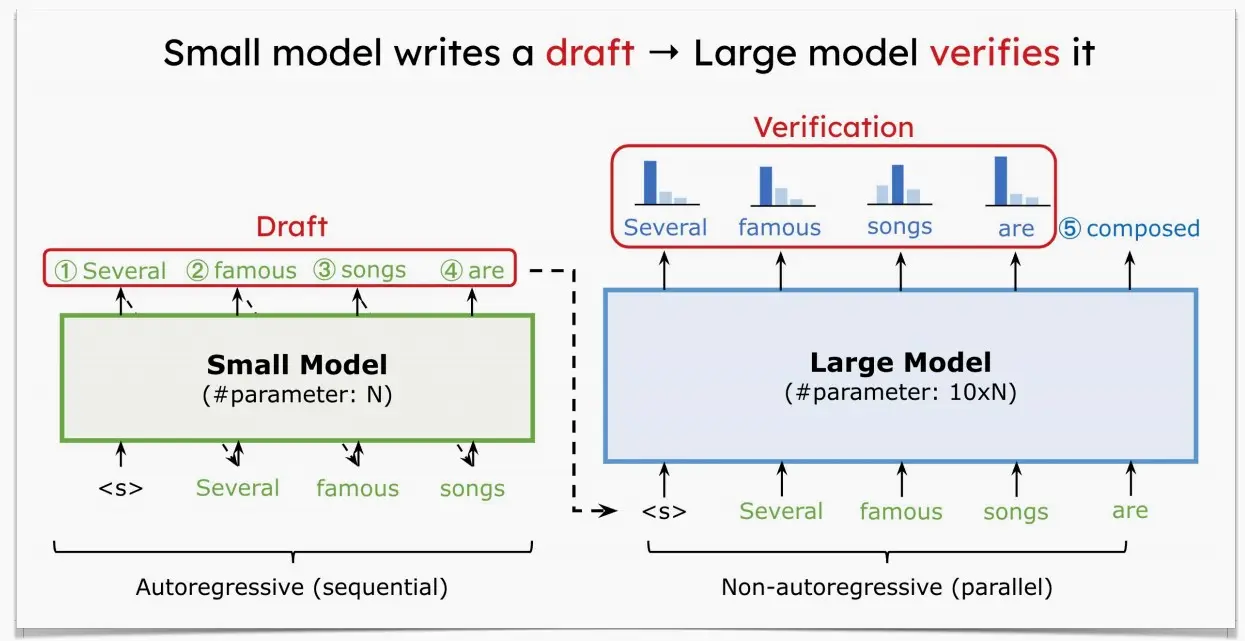 Small model writes a draft → Large model verifies it
Draft
① Several ② famous ③ songs ④ are
Small Model
(#parameter: N)
<s> Several famous songs
Autoregressive (sequential)
Verification
Several famous songs are ⑤ composed
Large Model
(#parameter: 10xN)
<s> Several famous songs are
Non-autoregressive (parallel)